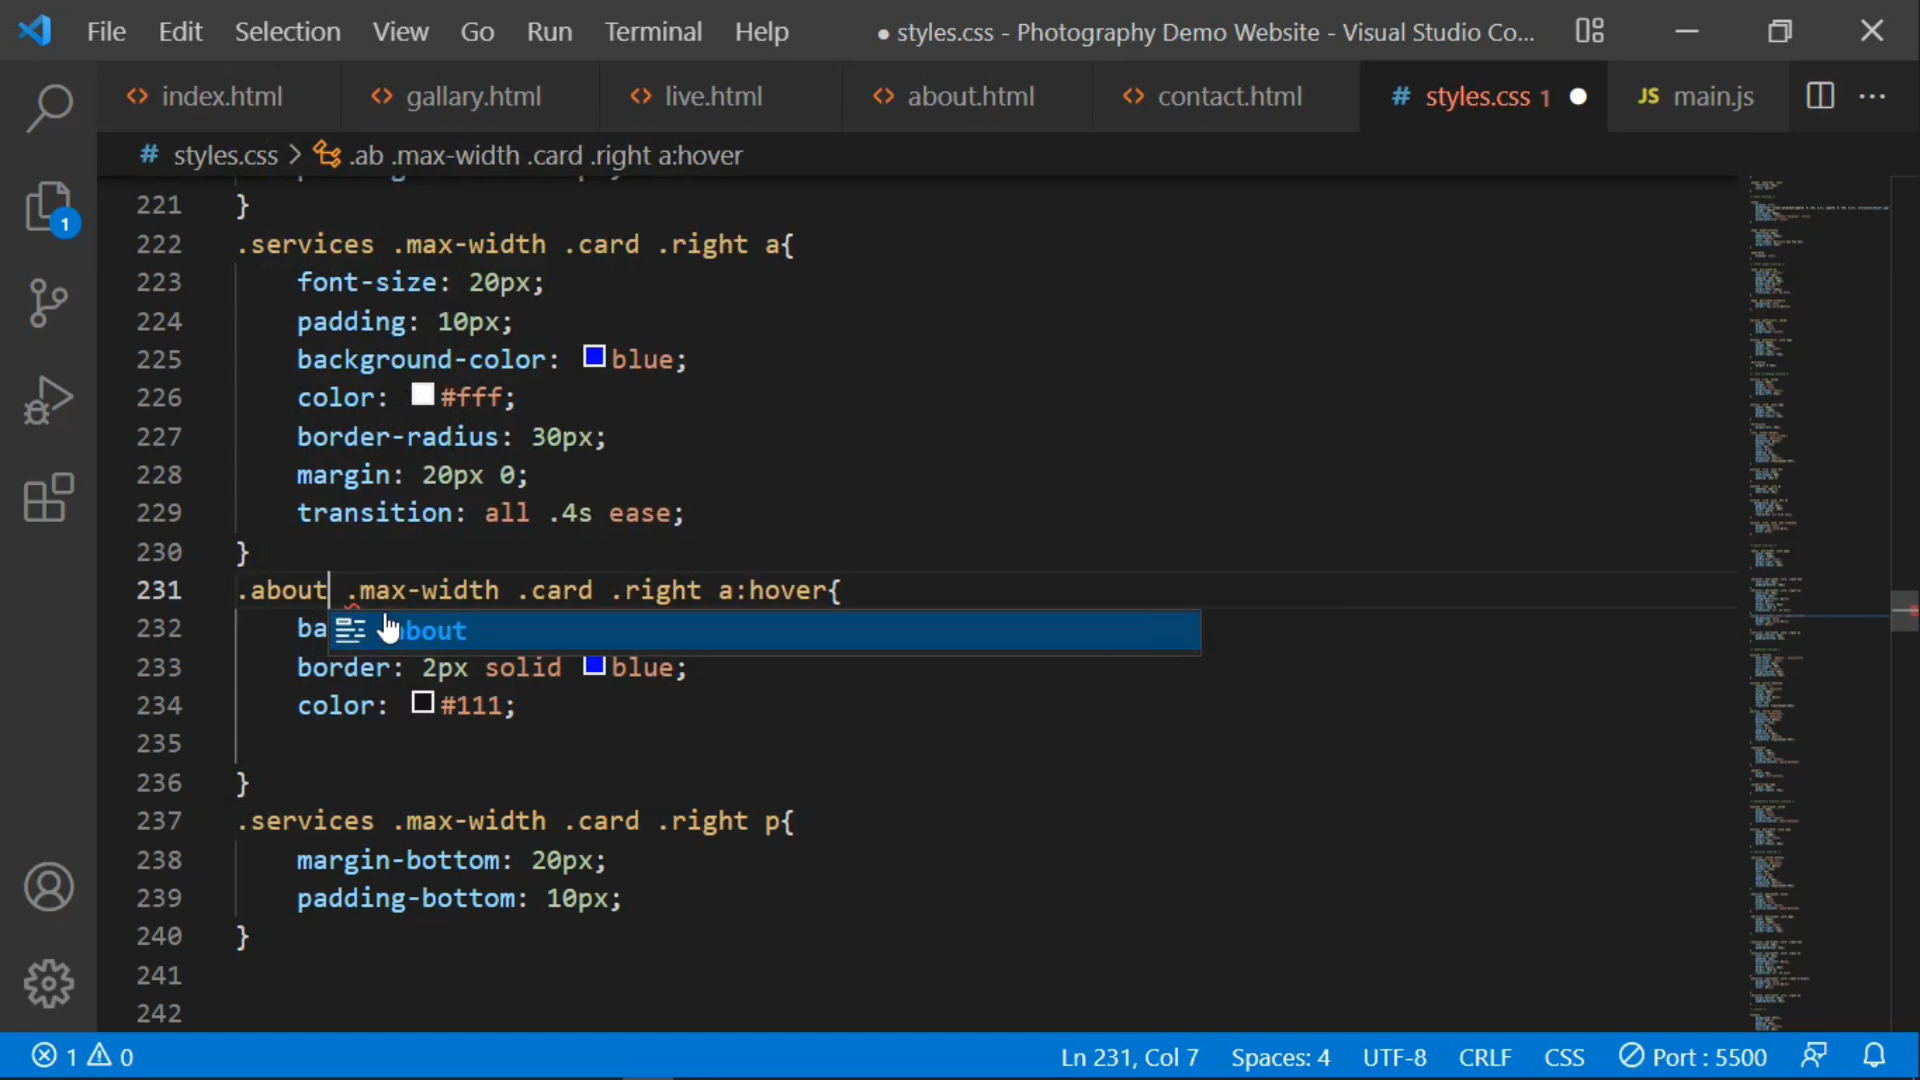 File Edit Selection View Go Run Terminal Help ● styles.css - Photography Demo Website - Visual Studio Co...
index.html gallary.html live.html about.html contact.html # styles.css 1 ● JS main.js ...
# styles.css > .ab .max-width .card .right a:hover
221 }
222 .services .max-width .card .right a{
223 font-size: 20px;
224 padding: 10px;
225 background-color: blue;
226 color: #fff;
227 border-radius: 30px;
228 margin: 20px 0;
229 transition: all .4s ease;
230 }
231 .about .max-width .card .right a:hover{
232 ba
about
233 border: 2px solid blue;
234 color: #111;
235
236 }
237 .services .max-width .card .right p{
238 margin-bottom: 20px;
239 padding-bottom: 10px;
240 }
241
242
1
1 0 Ln 231, Col 7 Spaces: 4 UTF-8 CRLF CSS Port : 5500